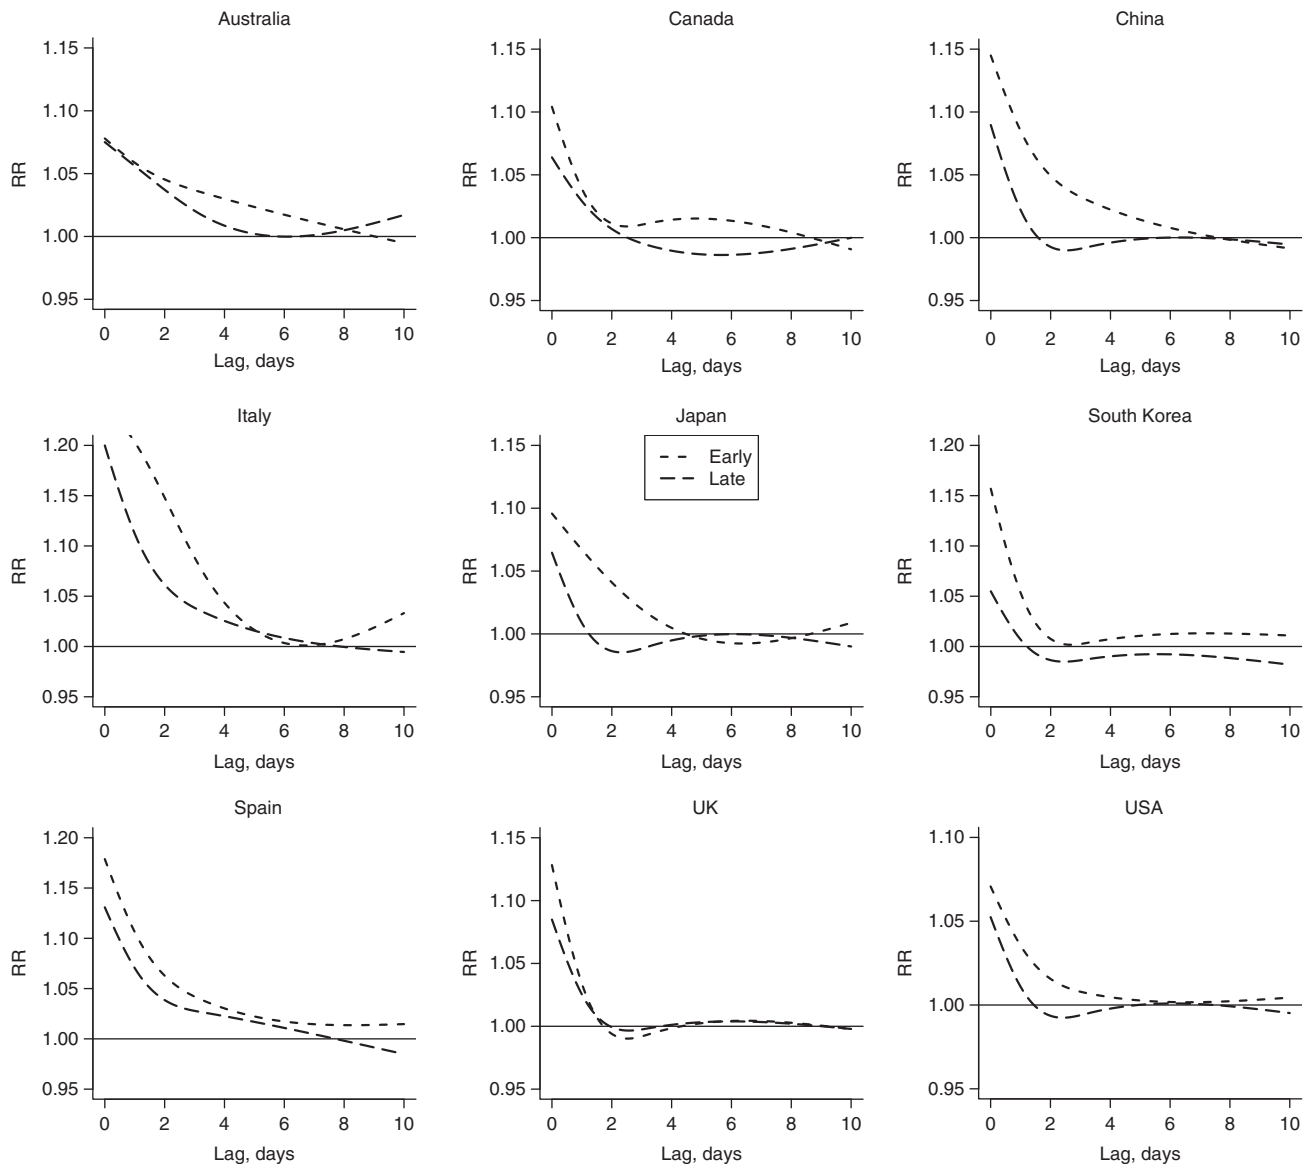 Australia
1.15
1.10
1.05
1.00
0.95
RR
0 2 4 6 8 10
Lag, days
Canada
1.15
1.10
1.05
1.00
0.95
RR
0 2 4 6 8 10
Lag, days
China
1.15
1.10
1.05
1.00
0.95
RR
0 2 4 6 8 10
Lag, days
Italy
1.20
1.15
1.10
1.05
1.00
0.95
RR
0 2 4 6 8 10
Lag, days
Japan
Early
Late
1.15
1.10
1.05
1.00
0.95
RR
0 2 4 6 8 10
Lag, days
South Korea
1.20
1.15
1.10
1.05
1.00
0.95
RR
0 2 4 6 8 10
Lag, days
Spain
1.20
1.15
1.10
1.05
1.00
0.95
RR
0 2 4 6 8 10
Lag, days
UK
1.15
1.10
1.05
1.00
0.95
RR
0 2 4 6 8 10
Lag, days
USA
1.10
1.05
1.00
0.95
RR
0 2 4 6 8 10
Lag, days